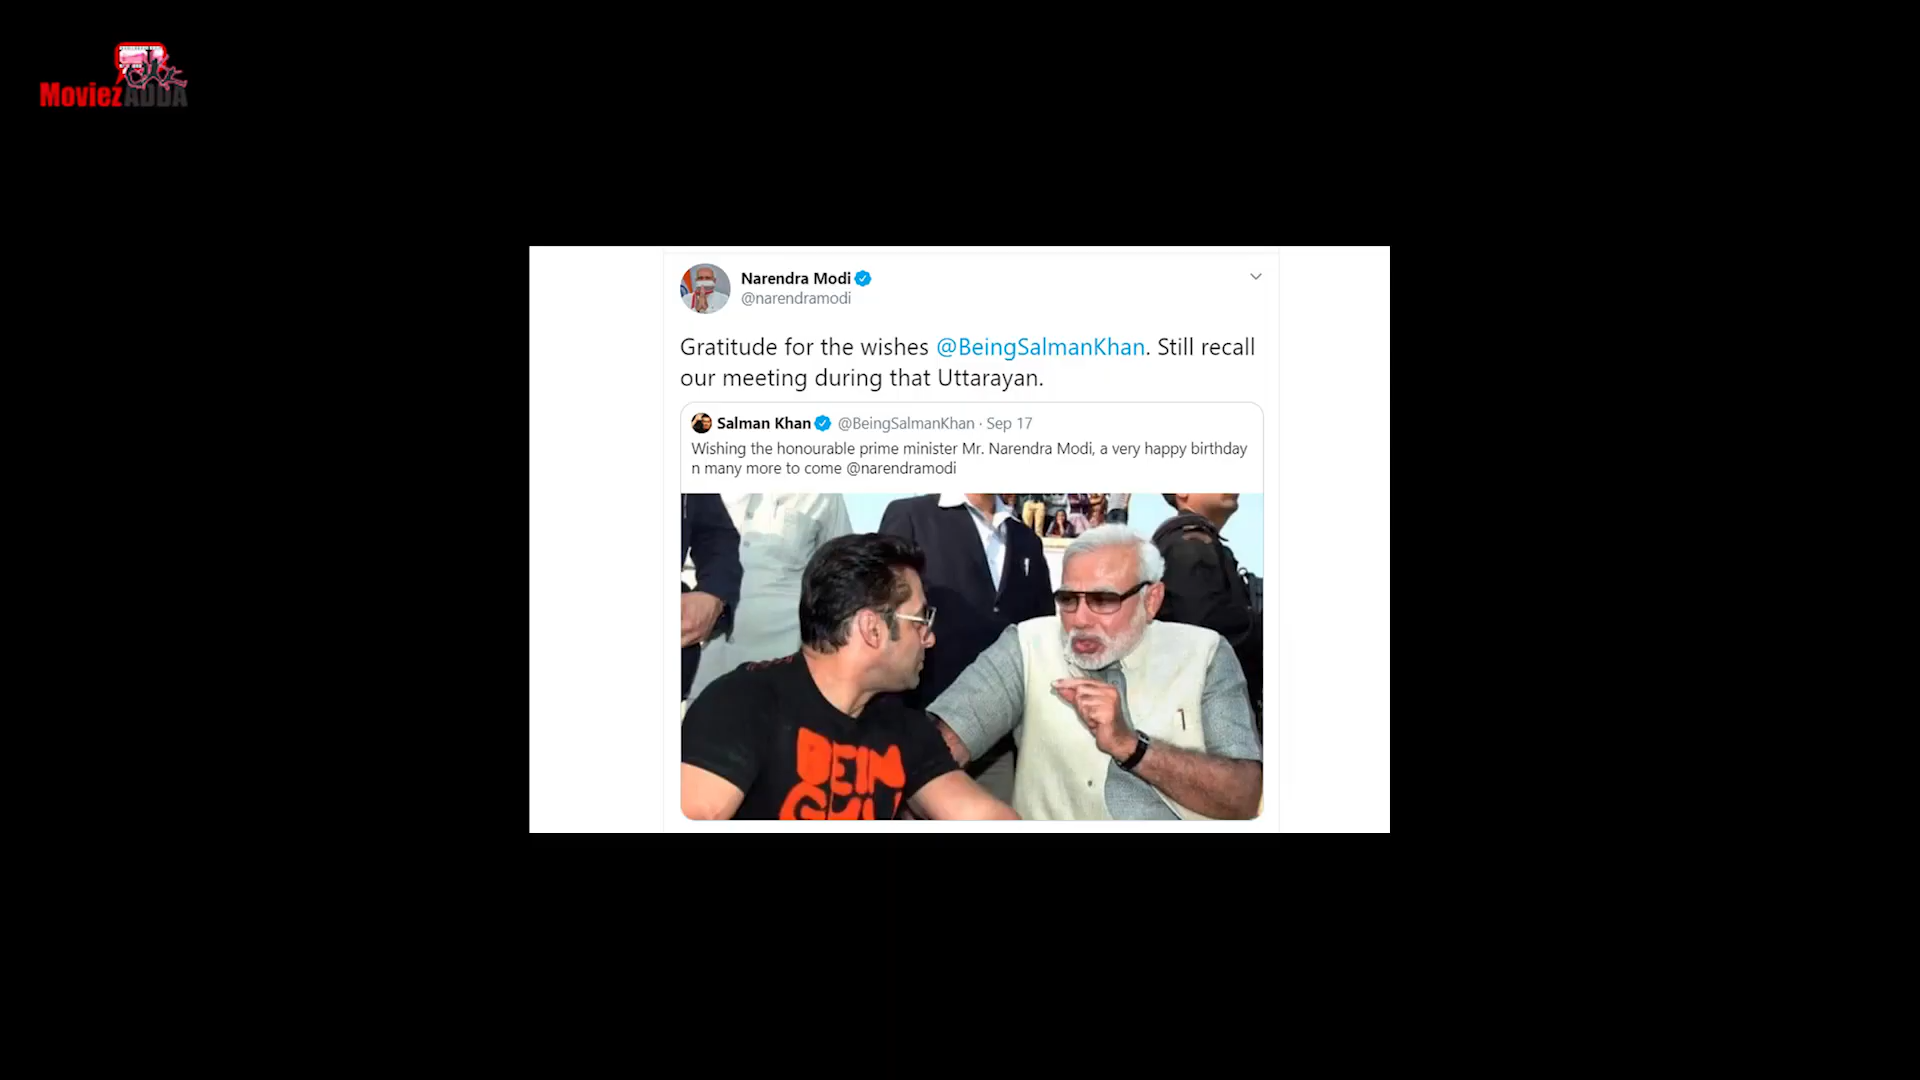 MoviezADDA
Narendra Modi
@narendramodi
Gratitude for the wishes @BeingSalmanKhan. Still recall
our meeting during that Uttarayan.
Salman Khan @BeingSalmanKhan · Sep 17
Wishing the honourable prime minister Mr. Narendra Modi, a very happy birthday
n many more to come @narendramodi
BEIN